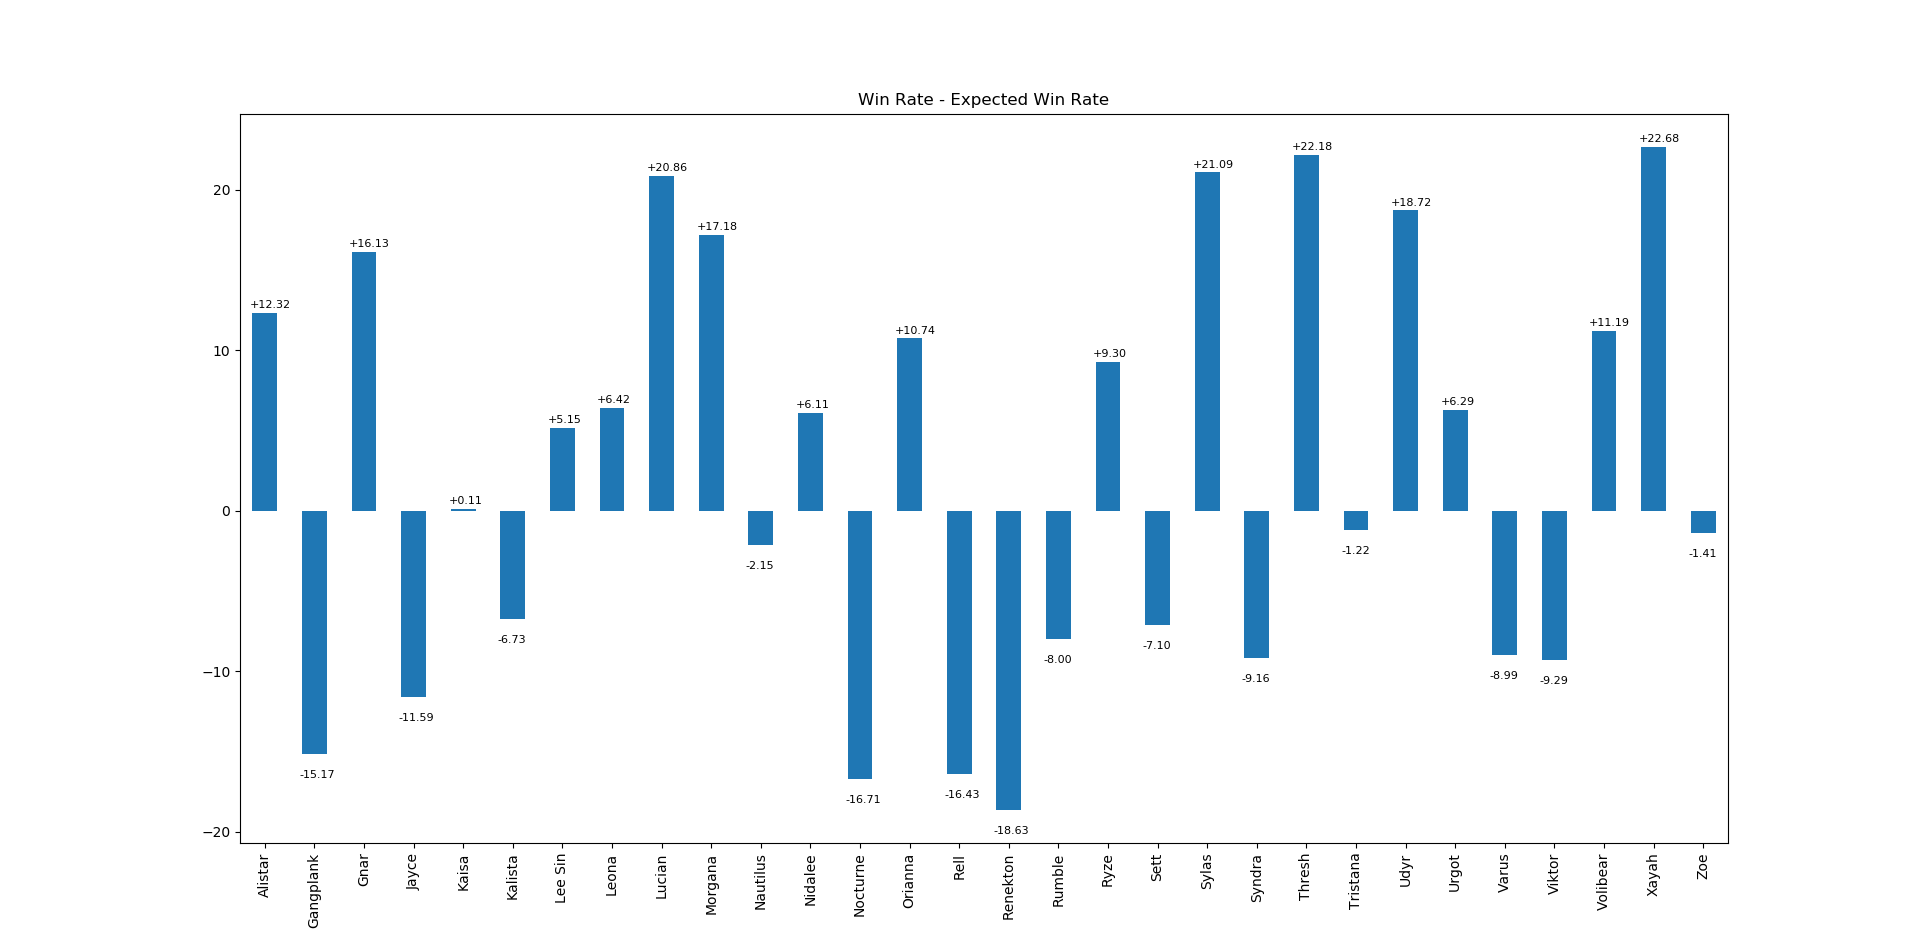 Win Rate - Expected Win Rate
20
10
0
−10
−20
+12.32
-15.17
+16.13
-11.59
+0.11
-6.73
+5.15
+6.42
+20.86
+17.18
-2.15
+6.11
-16.71
+10.74
-16.43
-18.63
-8.00
+9.30
-7.10
+21.09
-9.16
+22.18
-1.22
+18.72
+6.29
-8.99
-9.29
+11.19
+22.68
-1.41
Alistar
Gangplank
Gnar
Jayce
Kaisa
Kalista
Lee Sin
Leona
Lucian
Morgana
Nautilus
Nidalee
Nocturne
Orianna
Rell
Renekton
Rumble
Ryze
Sett
Sylas
Syndra
Thresh
Tristana
Udyr
Urgot
Varus
Viktor
Volibear
Xayah
Zoe